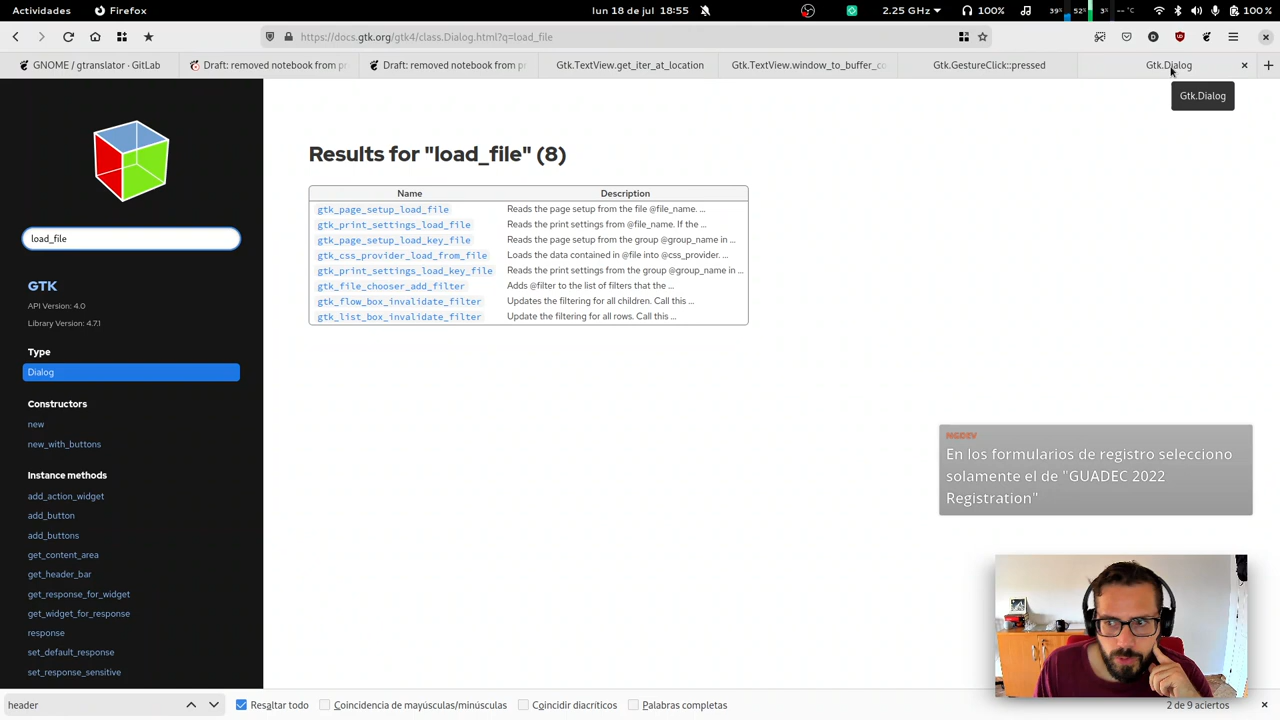 Actividades
Firefox
lun 18 de jul 18:55
2.25 GHz
100%
39%
52%
3%
--°C
100 %
https://docs.gtk.org/gtk4/class.Dialog.html?q=load_file
GNOME / gtranslator · GitLab
Draft: removed notebook from pr
Draft: removed notebook from p
Gtk.TextView.get_iter_at_location
Gtk.TextView.window_to_buffer_co
Gtk.GestureClick::pressed
Gtk.Dialog
Gtk.Dialog
load_file
GTK
API Version: 4.0
Library Version: 4.7.1
Type
Dialog
Constructors
new
new_with_buttons
Instance methods
add_action_widget
add_button
add_buttons
get_content_area
get_header_bar
get_response_for_widget
get_widget_for_response
response
set_default_response
set_response_sensitive
Results for "load_file" (8)
Name Description
gtk_page_setup_load_file Reads the page setup from the file @file_name. ...
gtk_print_settings_load_file Reads the print settings from @file_name. If the ...
gtk_page_setup_load_key_file Reads the page setup from the group @group_name in ...
gtk_css_provider_load_from_file Loads the data contained in @file into @css_provider. ...
gtk_print_settings_load_key_file Reads the print settings from the group @group_name in ...
gtk_file_chooser_add_filter Adds @filter to the list of filters that the ...
gtk_flow_box_invalidate_filter Updates the filtering for all children. Call this ...
gtk_list_box_invalidate_filter Update the filtering for all rows. Call this ...
MGDEV
En los formularios de registro selecciono
solamente el de "GUADEC 2022
Registration"
header
Resaltar todo
Coincidencia de mayúsculas/minúsculas
Coincidir diacríticos
Palabras completas
2 de 9 aciertos